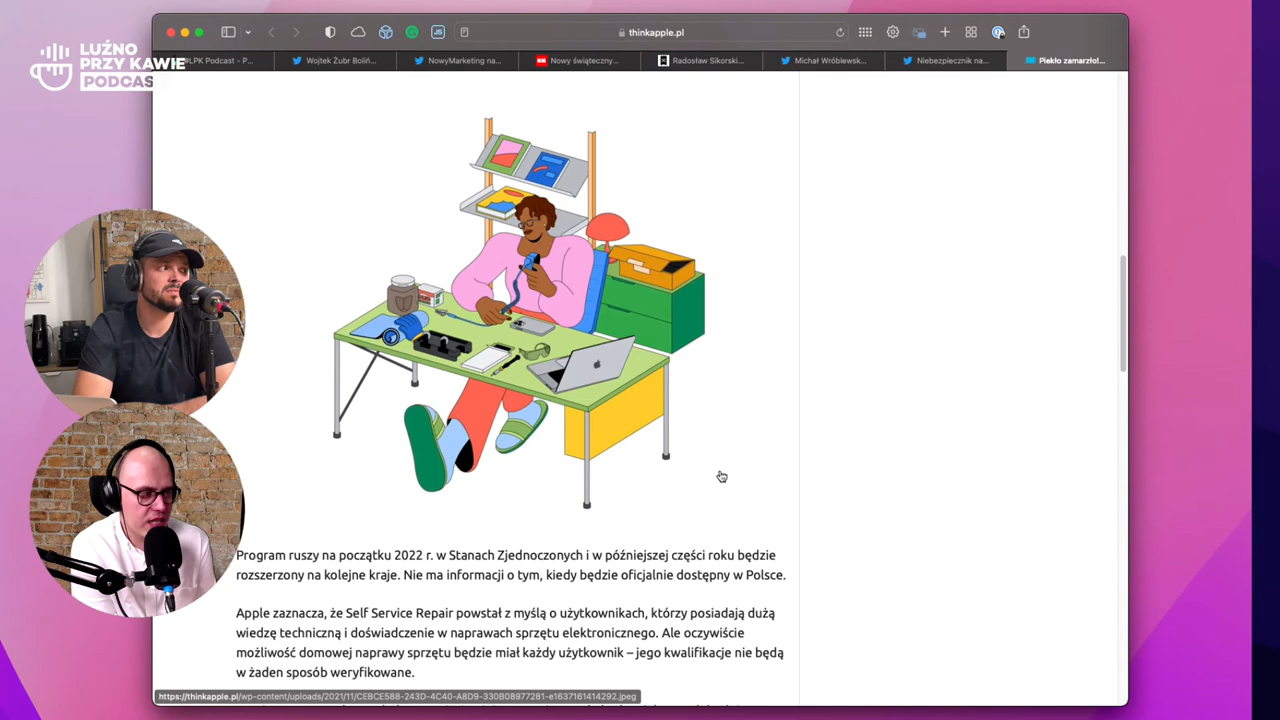 LUŹNO
PRZY KAWIE
PODCAST
thinkapple.pl
#LPK Podcast - P...
Wojtek Żubr Boliń...
NowyMarketing na...
Nowy świąteczny...
Radosław Sikorski...
Michał Wróblewsk...
Niebezpiecznik na...
Piekło zamarzło!...
Program ruszy na początku 2022 r. w Stanach Zjednoczonych i w późniejszej części roku będzie
rozszerzony na kolejne kraje. Nie ma informacji o tym, kiedy będzie oficjalnie dostępny w Polsce.
Apple zaznacza, że Self Service Repair powstał z myślą o użytkownikach, którzy posiadają dużą
wiedzę techniczną i doświadczenie w naprawach sprzętu elektronicznego. Ale oczywiście
możliwość domowej naprawy sprzętu będzie miał każdy użytkownik – jego kwalifikacje nie będą
w żaden sposób weryfikowane.
https://thinkapple.pl/wp-content/uploads/2021/11/CEBCE588-243D-4C40-A8D9-330B08977281-e1637161414292.jpeg